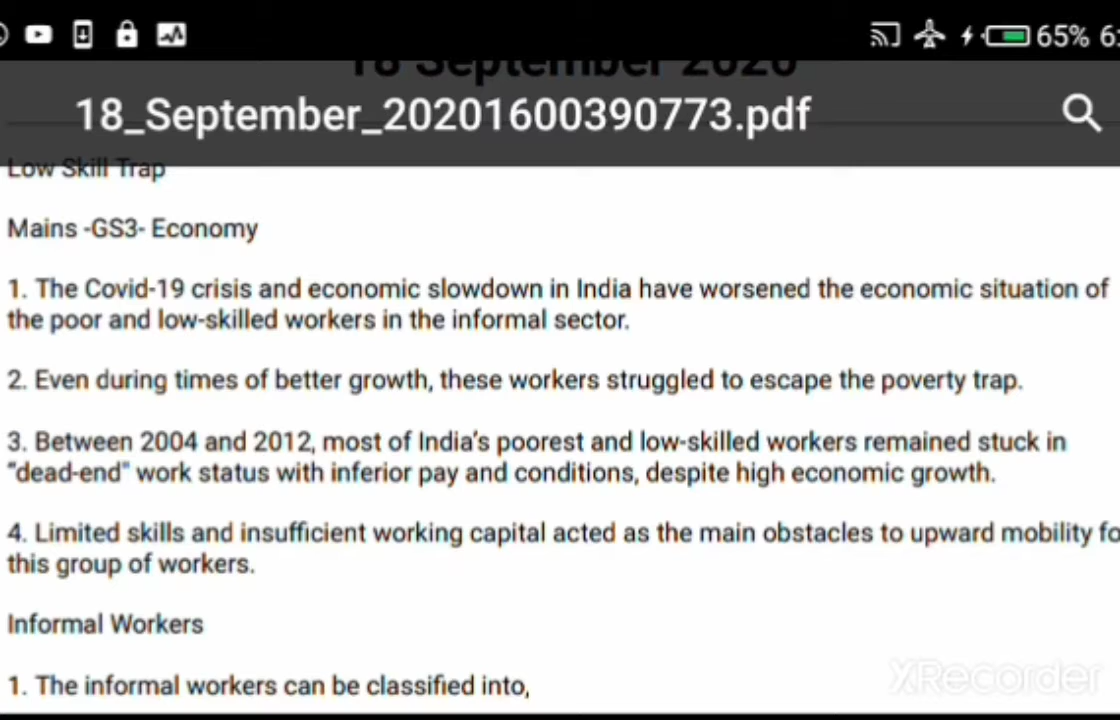 65% 6:
18 September 2020
18_September_20201600390773.pdf
Low Skill Trap
Mains -GS3- Economy
1. The Covid-19 crisis and economic slowdown in India have worsened the economic situation of
the poor and low-skilled workers in the informal sector.
2. Even during times of better growth, these workers struggled to escape the poverty trap.
3. Between 2004 and 2012, most of India's poorest and low-skilled workers remained stuck in
"dead-end" work status with inferior pay and conditions, despite high economic growth.
4. Limited skills and insufficient working capital acted as the main obstacles to upward mobility fo
this group of workers.
Informal Workers
1. The informal workers can be classified into,
XRecorder